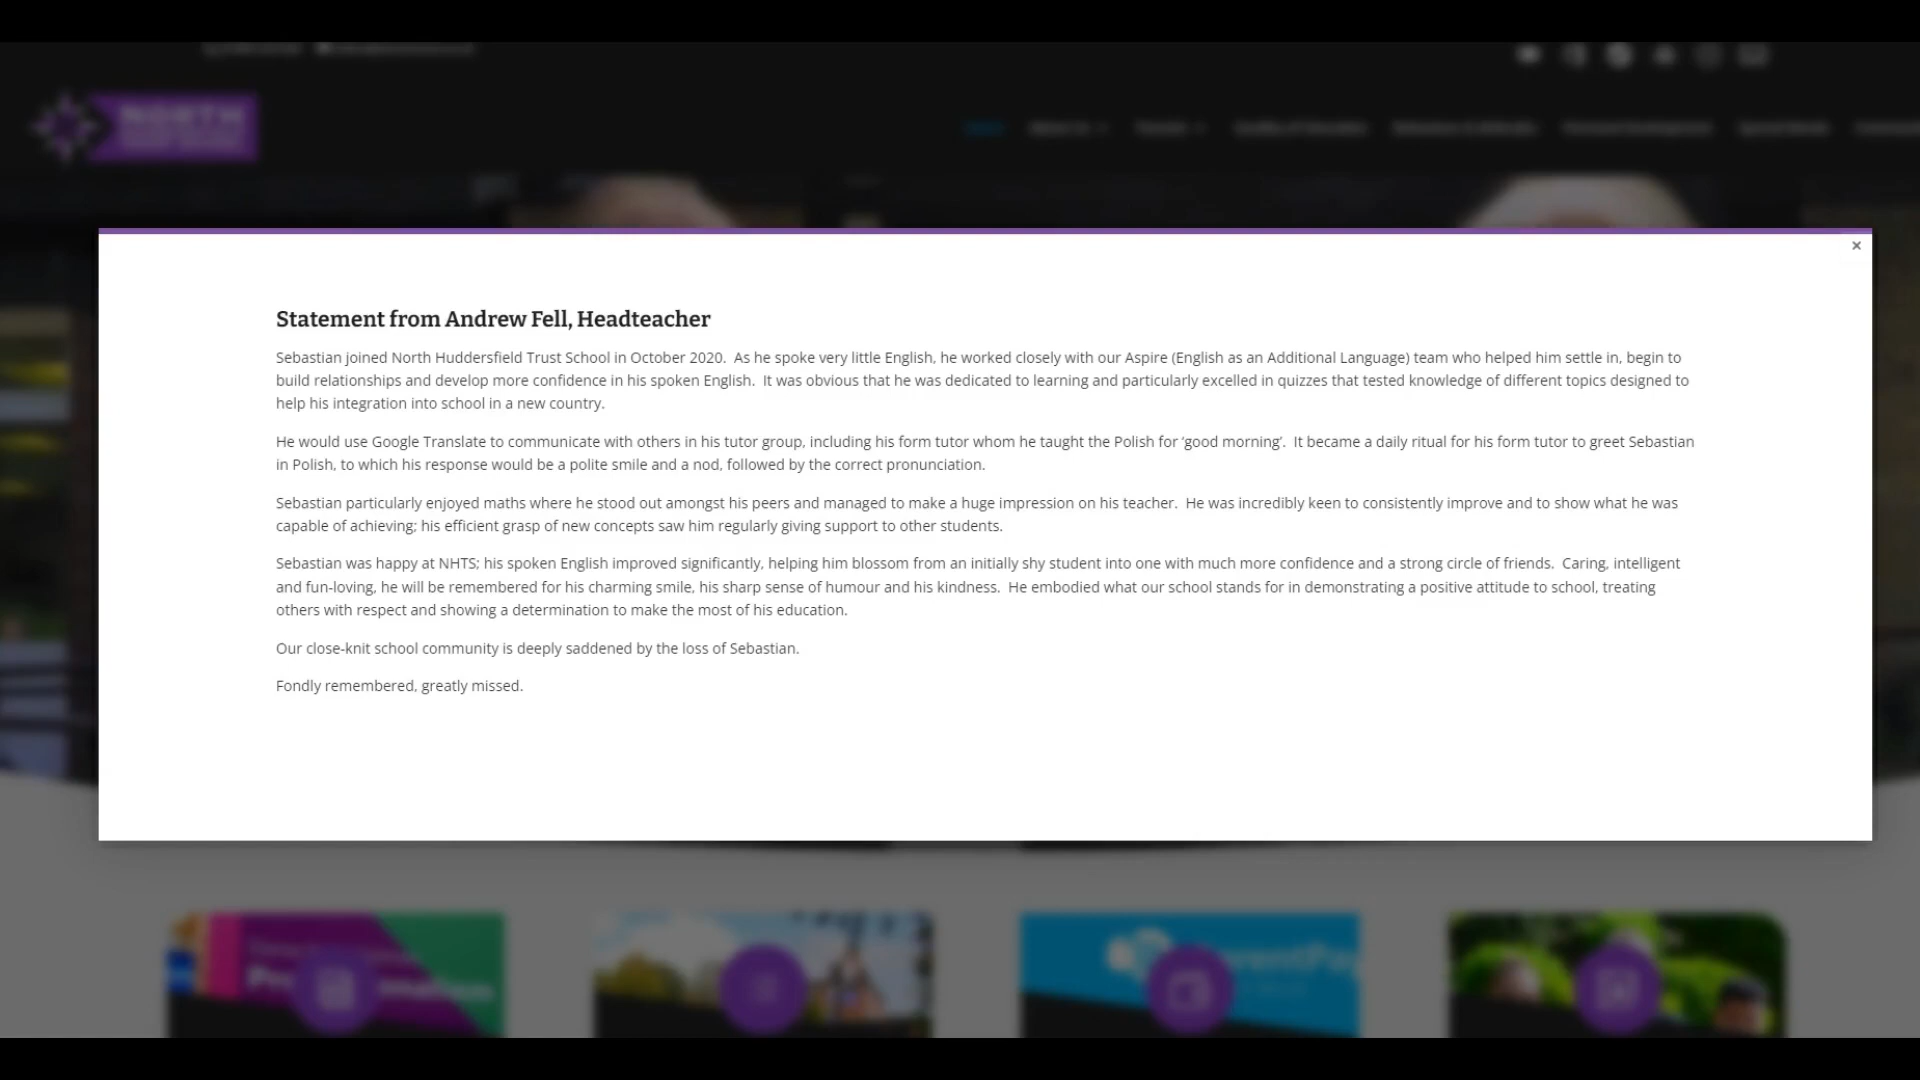 NORTH
Statement from Andrew Fell, Headteacher
Sebastian joined North Huddersfield Trust School in October 2020.  As he spoke very little English, he worked closely with our Aspire (English as an Additional Language) team who helped him settle in, begin to
build relationships and develop more confidence in his spoken English.  It was obvious that he was dedicated to learning and particularly excelled in quizzes that tested knowledge of different topics designed to
help his integration into school in a new country.
He would use Google Translate to communicate with others in his tutor group, including his form tutor whom he taught the Polish for ‘good morning’.  It became a daily ritual for his form tutor to greet Sebastian
in Polish, to which his response would be a polite smile and a nod, followed by the correct pronunciation.
Sebastian particularly enjoyed maths where he stood out amongst his peers and managed to make a huge impression on his teacher.  He was incredibly keen to consistently improve and to show what he was
capable of achieving; his efficient grasp of new concepts saw him regularly giving support to other students.
Sebastian was happy at NHTS; his spoken English improved significantly, helping him blossom from an initially shy student into one with much more confidence and a strong circle of friends.  Caring, intelligent
and fun-loving, he will be remembered for his charming smile, his sharp sense of humour and his kindness.  He embodied what our school stands for in demonstrating a positive attitude to school, treating
others with respect and showing a determination to make the most of his education.
Our close-knit school community is deeply saddened by the loss of Sebastian.
Fondly remembered, greatly missed.